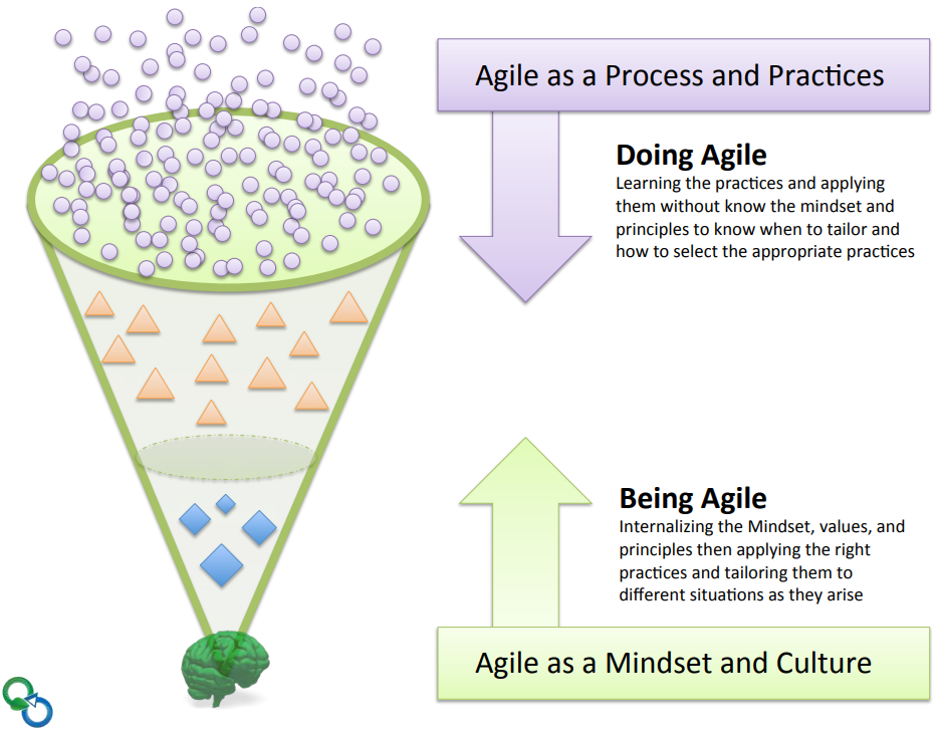 Agile as a Process and Practices
Doing Agile
Learning the practices and applying
them without know the mindset and
principles to know when to tailor and
how to select the appropriate practices
Being Agile
Internalizing the Mindset, values, and
principles then applying the right
practices and tailoring them to
different situations as they arise
Agile as a Mindset and Culture